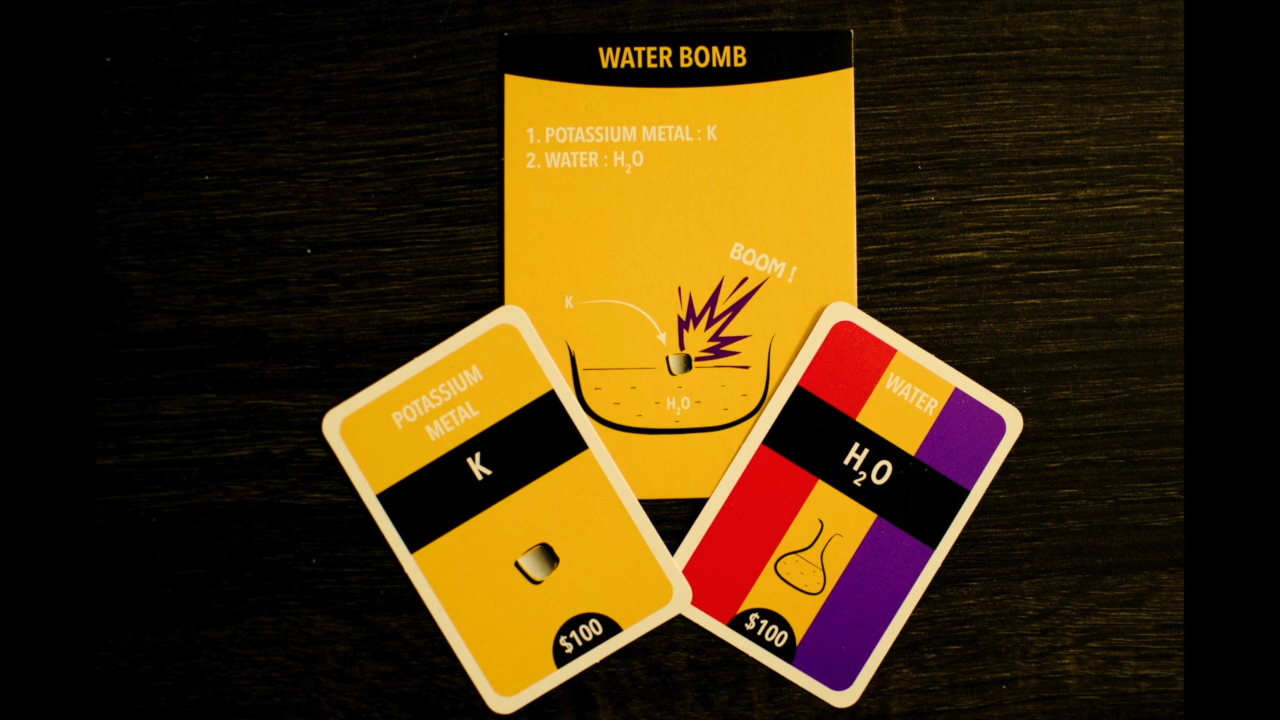 WATER BOMB
1. POTASSIUM METAL : K
2. WATER : H₂O
BOOM !
K
H₂O
POTASSIUM
METAL
K
$100
WATER
H₂O
$100